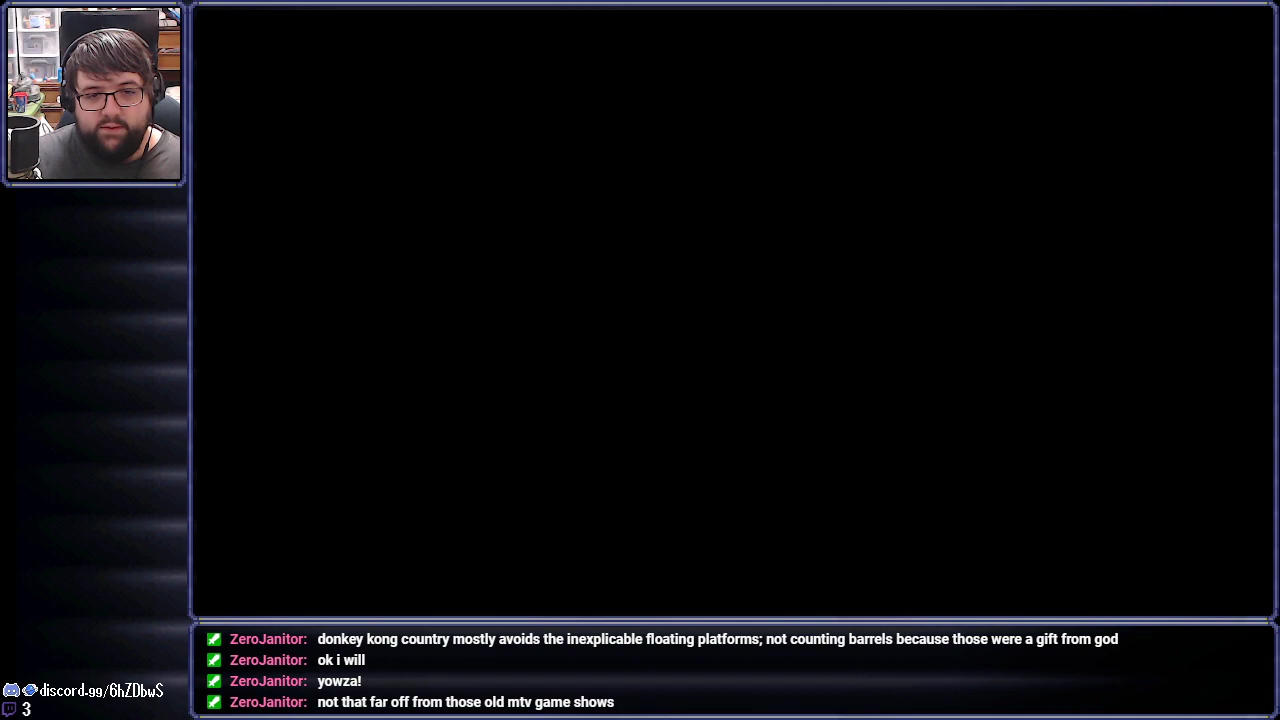 ZeroJanitor: donkey kong country mostly avoids the inexplicable floating platforms; not counting barrels because those were a gift from god
ZeroJanitor: ok i will
ZeroJanitor: yowza!
ZeroJanitor: not that far off from those old mtv game shows
discord.gg/6hZDbwS
3